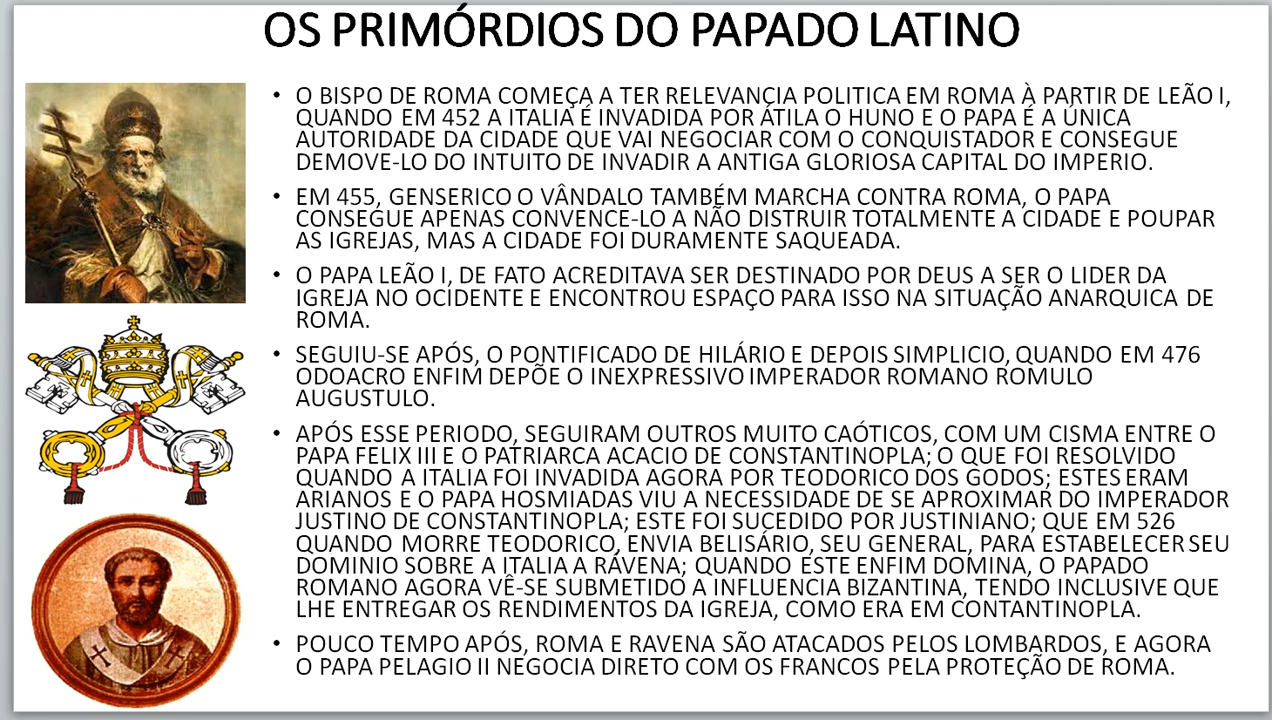 OS PRIMÓRDIOS DO PAPADO LATINO
• O BISPO DE ROMA COMEÇA A TER RELEVANCIA POLITICA EM ROMA À PARTIR DE LEÃO I,
QUANDO EM 452 A ITALIA É INVADIDA POR ÁTILA O HUNO E O PAPA É A ÚNICA
AUTORIDADE DA CIDADE QUE VAI NEGOCIAR COM O CONQUISTADOR E CONSEGUE
DEMOVE-LO DO INTUITO DE INVADIR A ANTIGA GLORIOSA CAPITAL DO IMPERIO.
• EM 455, GENSERICO O VÂNDALO TAMBÉM MARCHA CONTRA ROMA, O PAPA
CONSEGUE APENAS CONVENCE-LO A NÃO DISTRUIR TOTALMENTE A CIDADE E POUPAR
AS IGREJAS, MAS A CIDADE FOI DURAMENTE SAQUEADA.
• O PAPA LEÃO I, DE FATO ACREDITAVA SER DESTINADO POR DEUS A SER O LIDER DA
IGREJA NO OCIDENTE E ENCONTROU ESPAÇO PARA ISSO NA SITUAÇÃO ANARQUICA DE
ROMA.
• SEGUIU-SE APÓS, O PONTIFICADO DE HILÁRIO E DEPOIS SIMPLICIO, QUANDO EM 476
ODOACRO ENFIM DEPÕE O INEXPRESSIVO IMPERADOR ROMANO ROMULO
AUGUSTULO.
• APÓS ESSE PERIODO, SEGUIRAM OUTROS MUITO CAÓTICOS, COM UM CISMA ENTRE O
PAPA FELIX III E O PATRIARCA ACACIO DE CONSTANTINOPLA; O QUE FOI RESOLVIDO
QUANDO A ITALIA FOI INVADIDA AGORA POR TEODORICO DOS GODOS; ESTES ERAM
ARIANOS E O PAPA HOSMIADAS VIU A NECESSIDADE DE SE APROXIMAR DO IMPERADOR
JUSTINO DE CONSTANTINOPLA; ESTE FOI SUCEDIDO POR JUSTINIANO; QUE EM 526
QUANDO MORRE TEODORICO, ENVIA BELISÁRIO, SEU GENERAL, PARA ESTABELECER SEU
DOMINIO SOBRE A ITALIA A RAVENA; QUANDO ESTE ENFIM DOMINA, O PAPADO
ROMANO AGORA VÊ-SE SUBMETIDO A INFLUENCIA BIZANTINA, TENDO INCLUSIVE QUE
LHE ENTREGAR OS RENDIMENTOS DA IGREJA, COMO ERA EM CONTANTINOPLA.
• POUCO TEMPO APÓS, ROMA E RAVENA SÃO ATACADOS PELOS LOMBARDOS, E AGORA
O PAPA PELAGIO II NEGOCIA DIRETO COM OS FRANCOS PELA PROTEÇÃO DE ROMA.